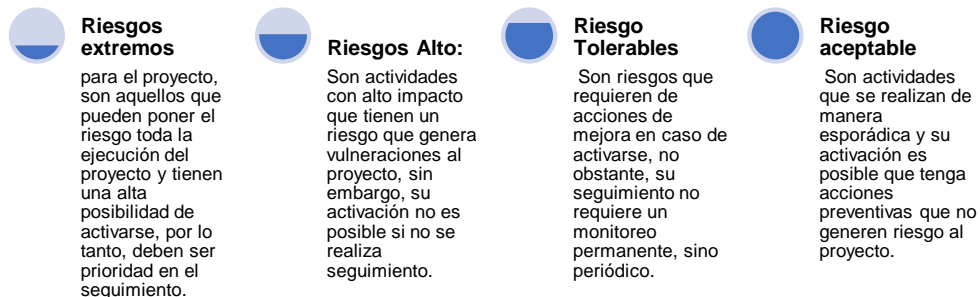 Riesgos
extremos
para el proyecto,
son aquellos que
pueden poner el
riesgo toda la
ejecución del
proyecto y tienen
una alta
posibilidad de
activarse, por lo
tanto, deben ser
prioridad en el
seguimiento.
Riesgos Alto:
Son actividades
con alto impacto
que tienen un
riesgo que genera
vulneraciones al
proyecto, sin
embargo, su
activación no es
posible si no se
realiza
seguimiento.
Riesgo
Tolerables
Son riesgos que
requieren de
acciones de
mejora en caso de
activarse, no
obstante, su
seguimiento no
requiere un
monitoreo
permanente, sino
periódico.
Riesgo
aceptable
Son actividades
que se realizan de
manera
esporádica y su
activación es
posible que tenga
acciones
preventivas que no
generen riesgo al
proyecto.